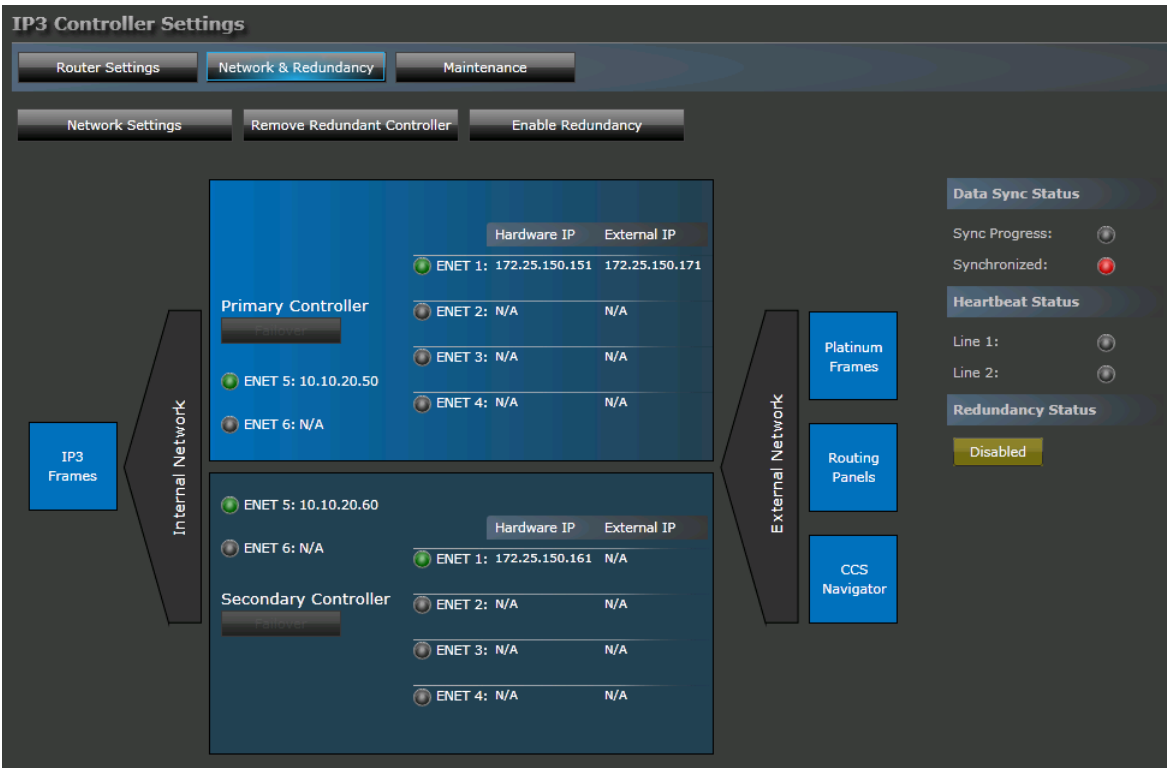 IP3 Controller Settings
Router Settings
Network & Redundancy
Maintenance
Network Settings
Remove Redundant Controller
Enable Redundancy
Hardware IP
External IP
ENET 1: 172.25.150.151 172.25.150.171
ENET 2: N/A N/A
ENET 3: N/A N/A
ENET 4: N/A N/A
Primary Controller
Failover
ENET 5: 10.10.20.50
ENET 6: N/A
IP3
Frames
Internal Network
ENET 5: 10.10.20.60
ENET 6: N/A
Secondary Controller
Failover
Hardware IP
External IP
ENET 1: 172.25.150.161 N/A
ENET 2: N/A N/A
ENET 3: N/A N/A
ENET 4: N/A N/A
External Network
Platinum
Frames
Routing
Panels
CCS
Navigator
Data Sync Status
Sync Progress:
Synchronized:
Heartbeat Status
Line 1:
Line 2:
Redundancy Status
Disabled